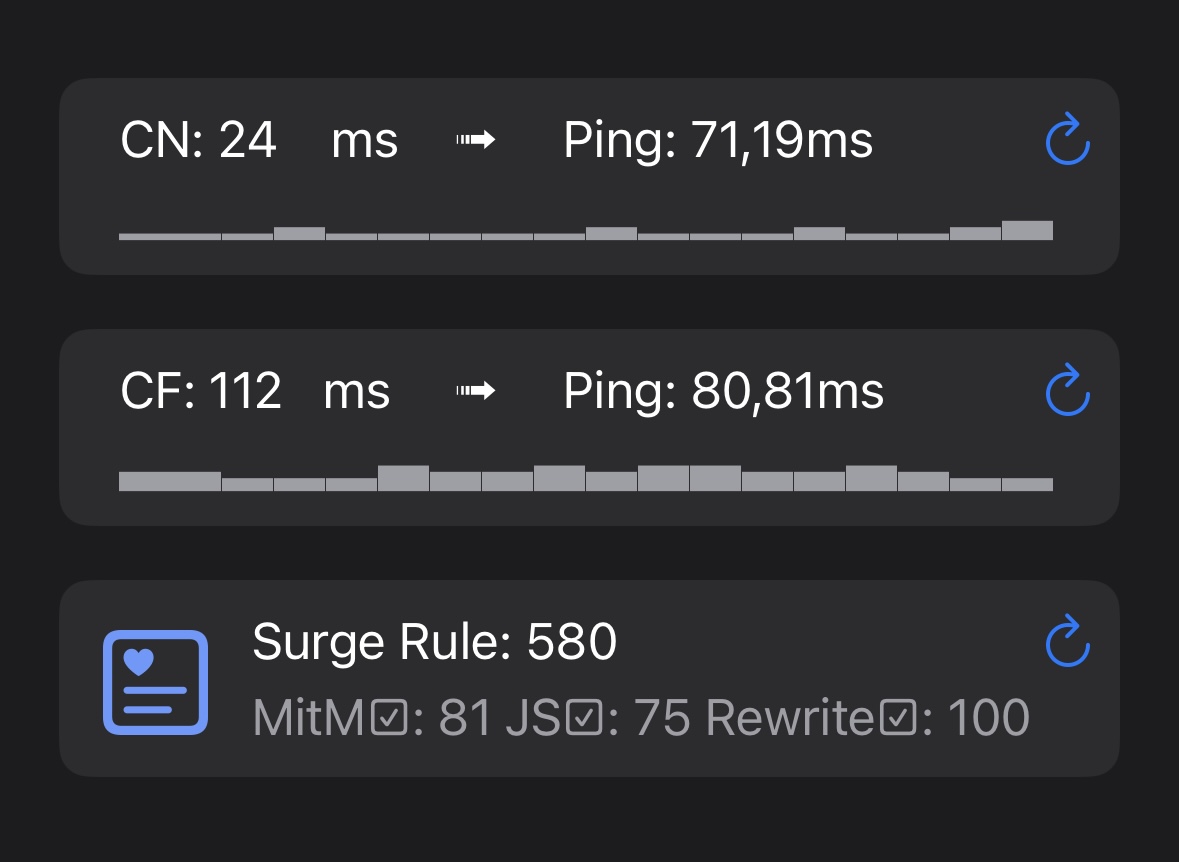 CN: 24 ms ➟ Ping: 71,19ms
CF: 112 ms ➟ Ping: 80,81ms
Surge Rule: 580
MitM☑: 81 JS☑: 75 Rewrite☑: 100